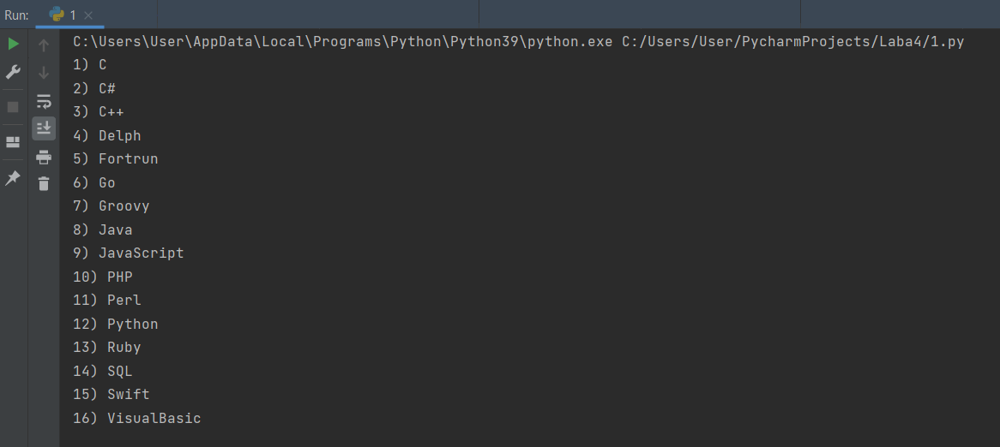 Run: 1
C:\Users\User\AppData\Local\Programs\Python\Python39\python.exe C:/Users/User/PycharmProjects/Laba4/1.py
1) C
2) C#
3) C++
4) Delph
5) Fortrun
6) Go
7) Groovy
8) Java
9) JavaScript
10) PHP
11) Perl
12) Python
13) Ruby
14) SQL
15) Swift
16) VisualBasic